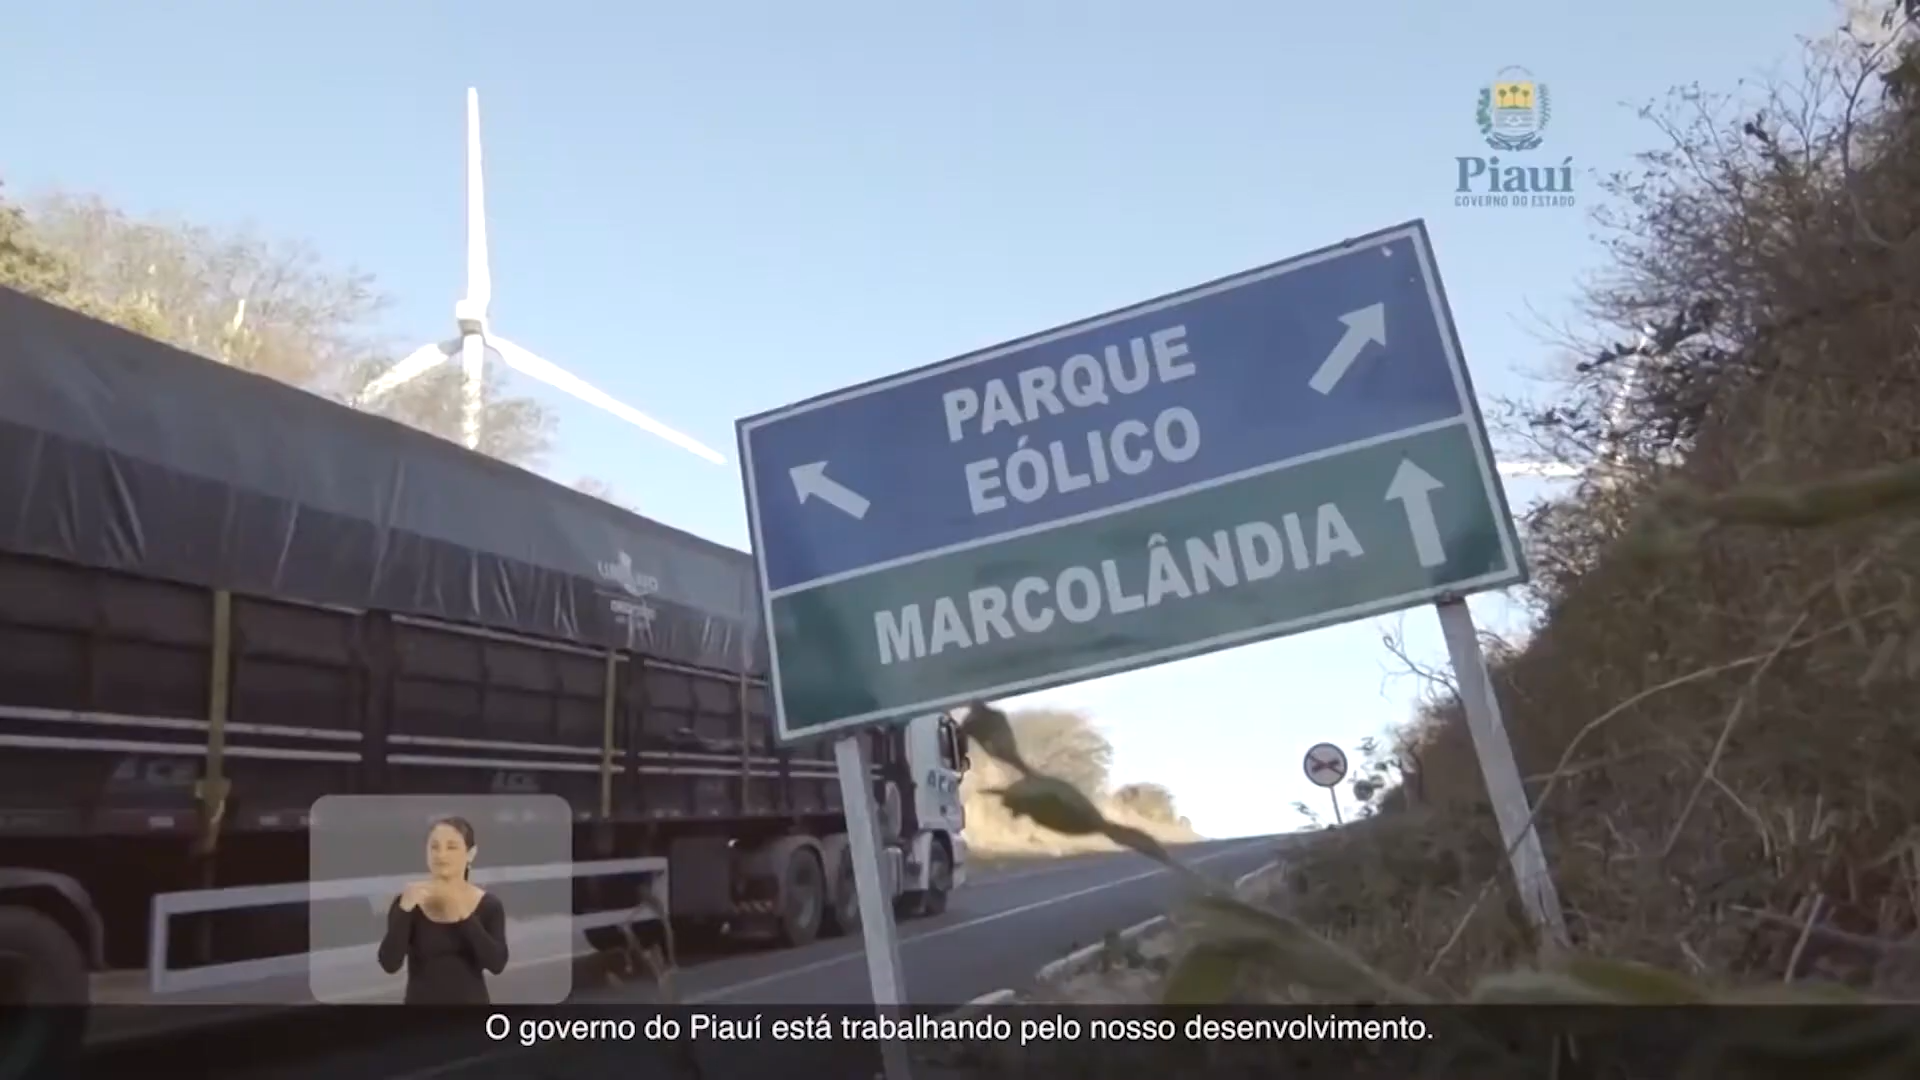 Piauí
GOVERNO DO ESTADO
PARQUE
EÓLICO
MARCOLÂNDIA
O governo do Piauí está trabalhando pelo nosso desenvolvimento.